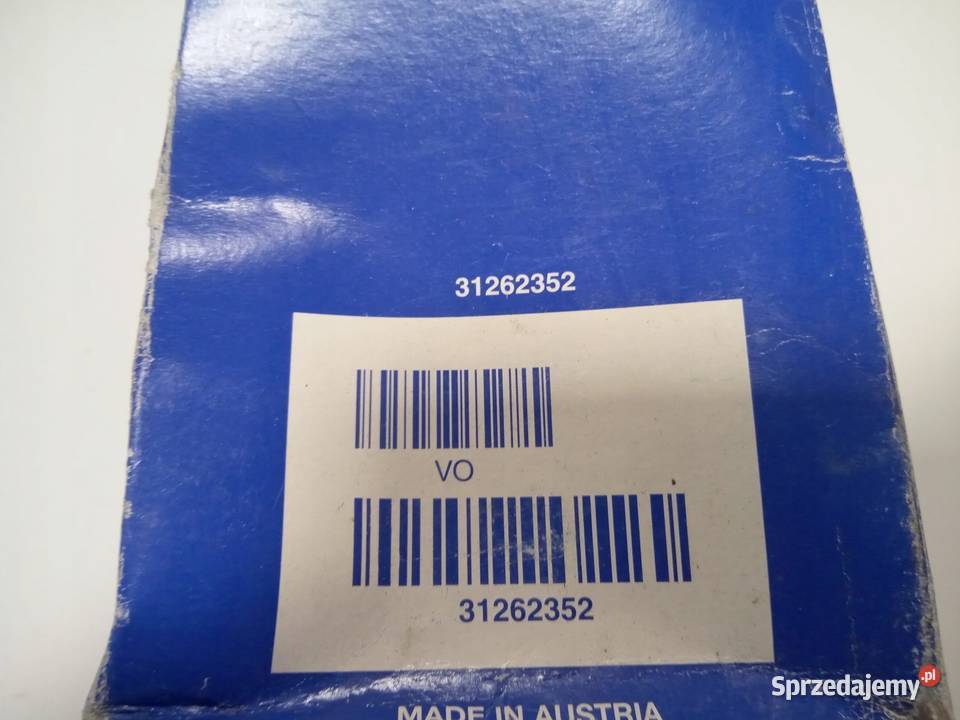 31262352
VO
31262352
MADE IN AUSTRIA
Sprzedajemy.pl